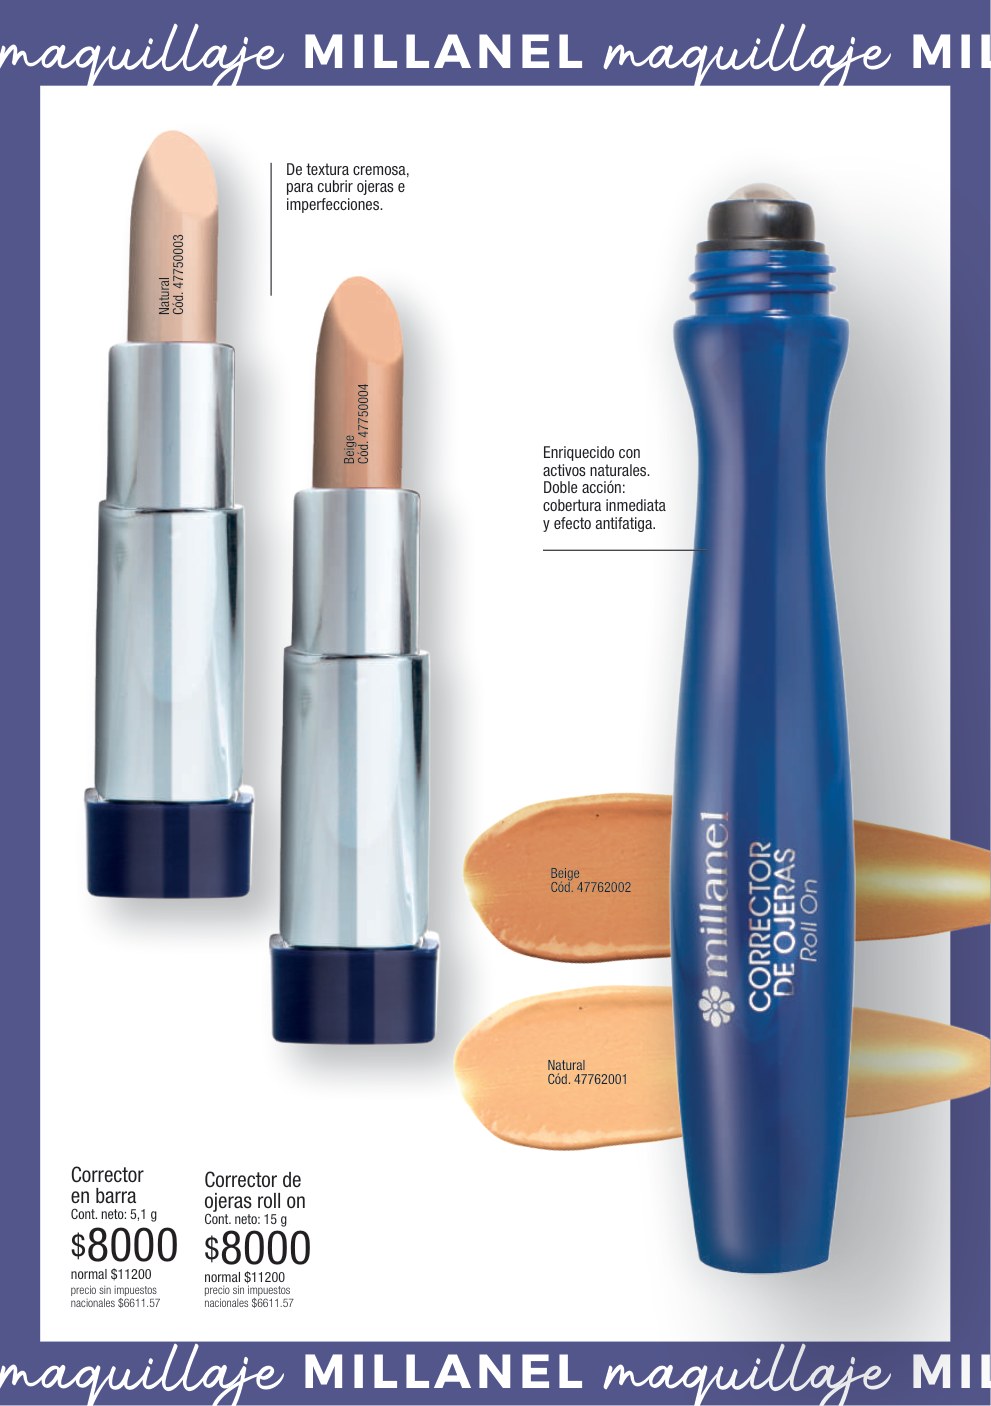 maquillaje MILLANEL maquillaje MIL
De textura cremosa,
para cubrir ojeras e
imperfecciones.
Natural
Cód. 47750003
Beige
Cód. 47750004
Enriquecido con
activos naturales.
Doble acción:
cobertura inmediata
y efecto antifatiga.
millanel
CORRECTOR
DE OJERAS
Roll On
Beige
Cód. 47762002
Natural
Cód. 47762001
Corrector
en barra
Cont. neto: 5,1 g
$8000
normal $11200
precio sin impuestos
nacionales $6611.57
Corrector de
ojeras roll on
Cont. neto: 15 g
$8000
normal $11200
precio sin impuestos
nacionales $6611.57
maquillaje MILLANEL maquillaje MIL